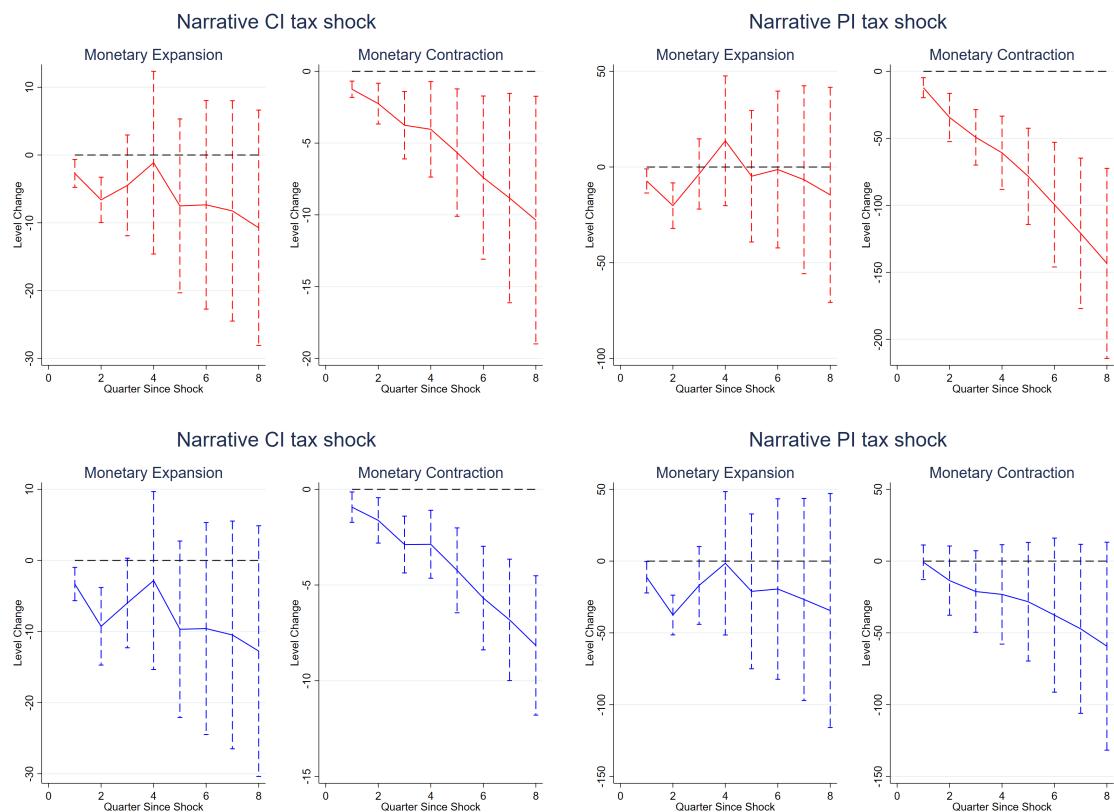 Narrative CI tax shock
Monetary Expansion
Level Change
10
0
-10
-20
-30
0 2 4 6 8
Quarter Since Shock
Monetary Contraction
Level Change
0
-5
-10
-15
-20
0 2 4 6 8
Quarter Since Shock
Narrative PI tax shock
Monetary Expansion
Level Change
50
0
-50
-100
0 2 4 6 8
Quarter Since Shock
Monetary Contraction
Level Change
0
-50
-100
-150
-200
0 2 4 6 8
Quarter Since Shock
Narrative CI tax shock
Monetary Expansion
Level Change
10
0
-10
-20
-30
0 2 4 6 8
Quarter Since Shock
Monetary Contraction
Level Change
0
-5
-10
-15
0 2 4 6 8
Quarter Since Shock
Narrative PI tax shock
Monetary Expansion
Level Change
50
0
-50
-100
-150
0 2 4 6 8
Quarter Since Shock
Monetary Contraction
Level Change
50
0
-50
-100
-150
0 2 4 6 8
Quarter Since Shock